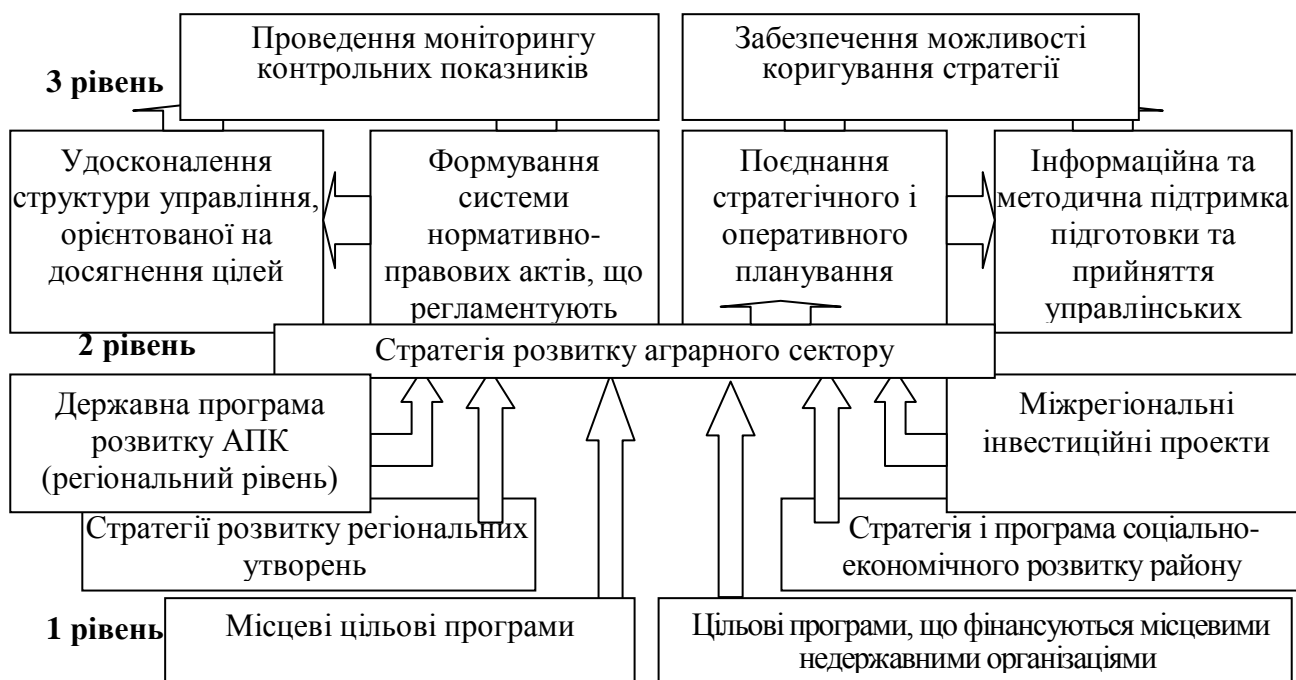 Проведення моніторингу
контрольних показників
Забезпечення можливості
коригування стратегії
3 рівень
Удосконалення
структури управління,
орієнтованої на
досягнення цілей
Формування
системи
нормативно-
правових актів, що
регламентують
Поєднання
стратегічного і
оперативного
планування
Інформаційна та
методична підтримка
підготовки та
прийняття
управлінських
2 рівень
Стратегія розвитку аграрного сектору
Державна програма
розвитку АПК
(регіональний рівень)
Міжрегіональні
інвестиційні проекти
Стратегії розвитку регіональних
утворень
Стратегія і програма соціально-
економічного розвитку району
1 рівень
Місцеві цільові програми
Цільові програми, що фінансуються місцевими
недержавними організаціями